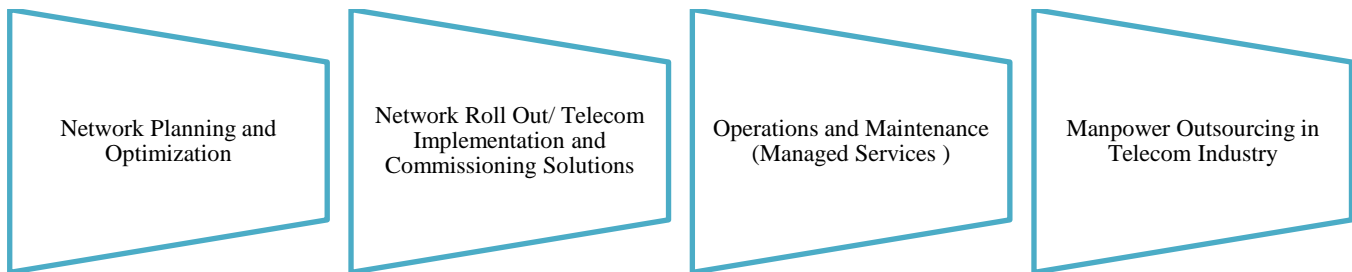 Network Planning and
Optimization
Network Roll Out/ Telecom
Implementation and
Commissioning Solutions
Operations and Maintenance
(Managed Services )
Manpower Outsourcing in
Telecom Industry